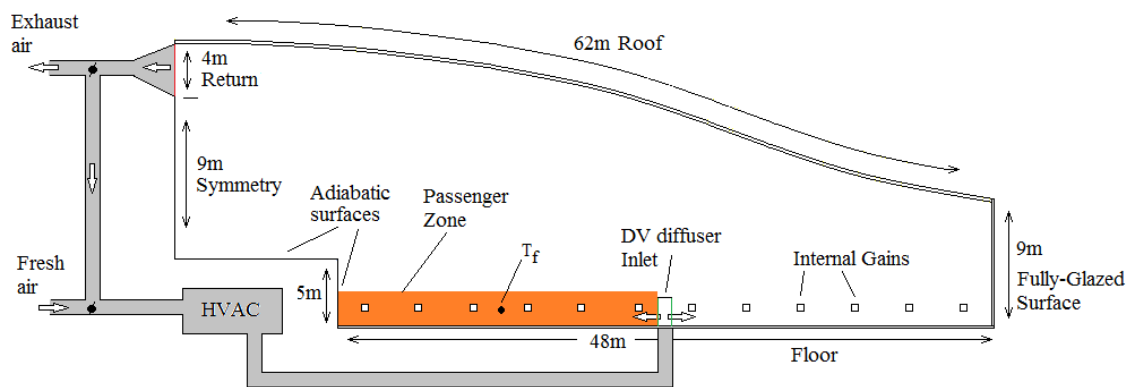 Exhaust
air
4m
Return
62m Roof
9m
Symmetry
Adiabatic
surfaces
Passenger
Zone
Tf
DV diffuser
Inlet
Internal Gains
9m
Fully-Glazed
Surface
Fresh
air
HVAC
5m
48m
Floor